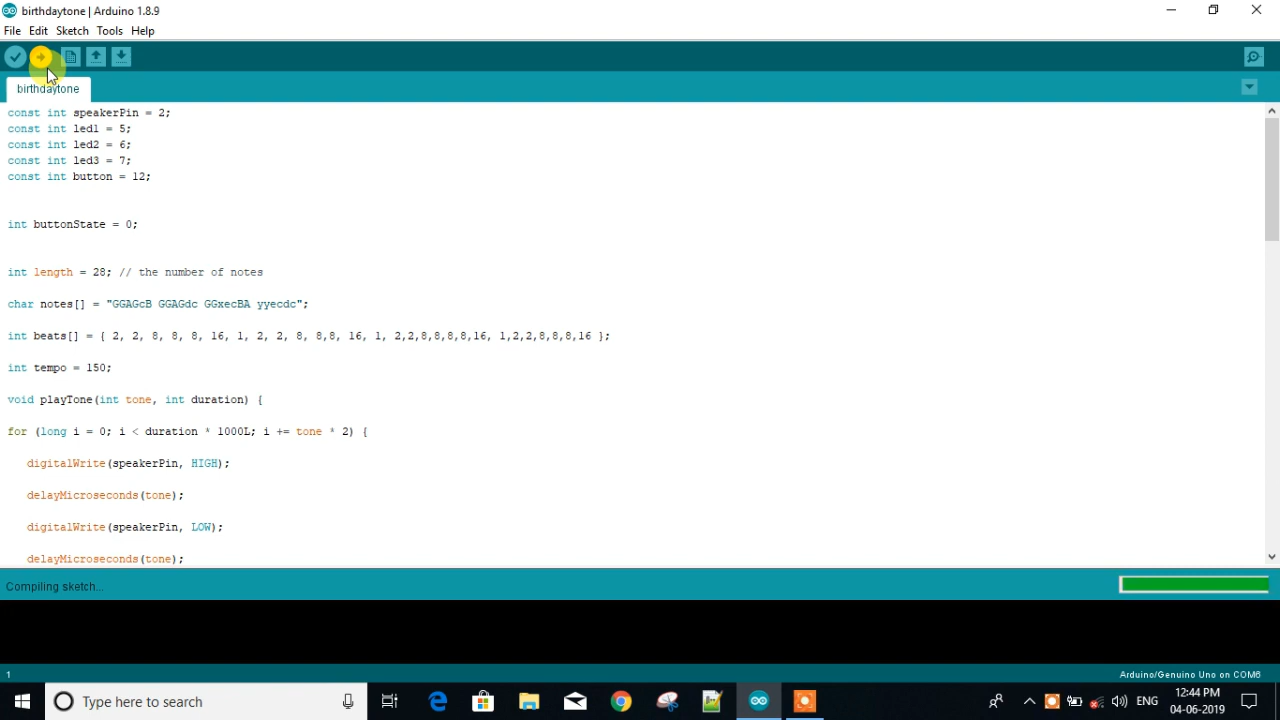 birthdaytone | Arduino 1.8.9
File Edit Sketch Tools Help
birthdaytone
const int speakerPin = 2;
const int led1 = 5;
const int led2 = 6;
const int led3 = 7;
const int button = 12;
int buttonState = 0;
int length = 28; // the number of notes
char notes[] = "GGAGcB GGAGdc GGxecBA yyecdc";
int beats[] = { 2, 2, 8, 8, 8, 16, 1, 2, 2, 8, 8,8, 16, 1, 2,2,8,8,8,8,16, 1,2,2,8,8,8,16 };
int tempo = 150;
void playTone(int tone, int duration) {
for (long i = 0; i < duration * 1000L; i += tone * 2) {
digitalWrite(speakerPin, HIGH);
delayMicroseconds(tone);
digitalWrite(speakerPin, LOW);
delayMicroseconds(tone);
Compiling sketch...
1
Arduino/Genuino Uno on COM6
Type here to search
ENG
12:44 PM
04-06-2019